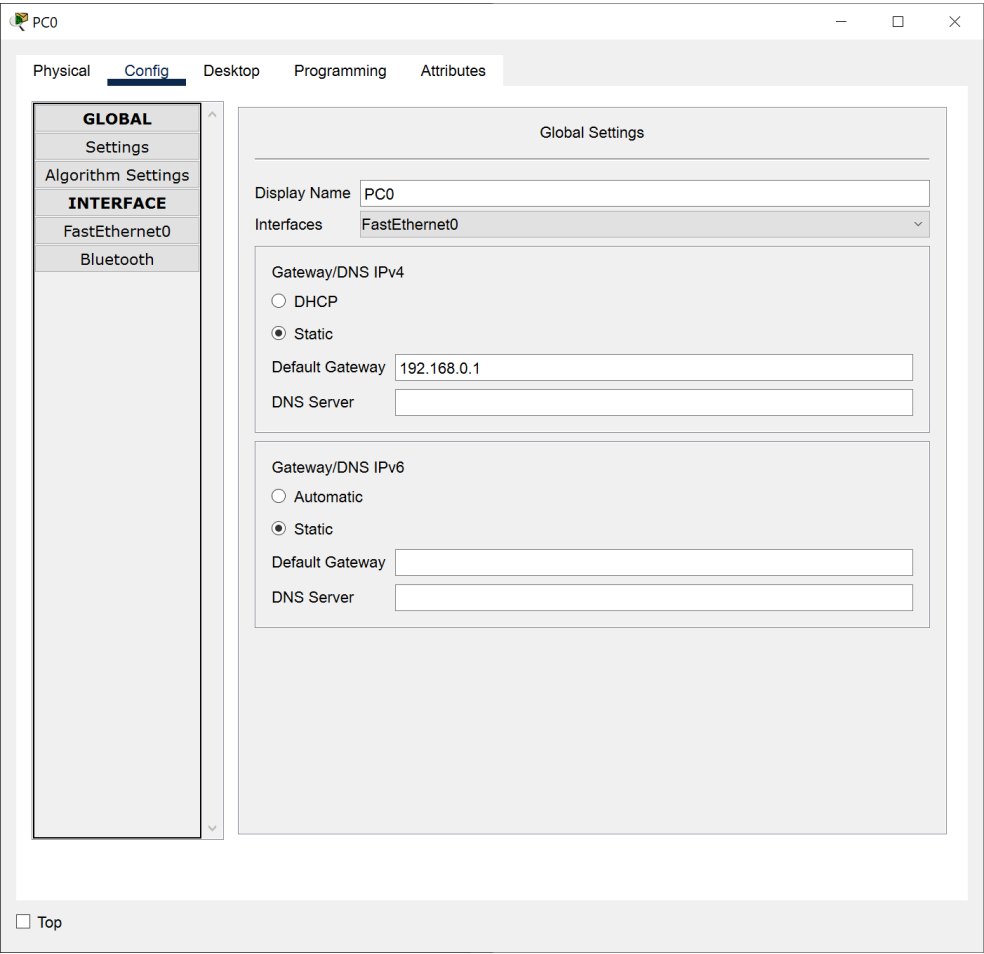 PC0
Physical Config Desktop Programming Attributes
GLOBAL
Settings
Algorithm Settings
INTERFACE
FastEthernet0
Bluetooth
Global Settings
Display Name PC0
Interfaces FastEthernet0
Gateway/DNS IPv4
DHCP
Static
Default Gateway 192.168.0.1
DNS Server
Gateway/DNS IPv6
Automatic
Static
Default Gateway
DNS Server
Top